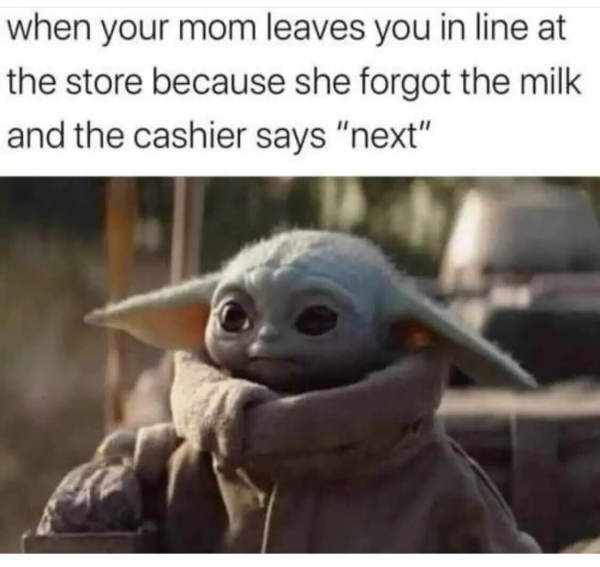 when your mom leaves you in line at
the store because she forgot the milk
and the cashier says "next"